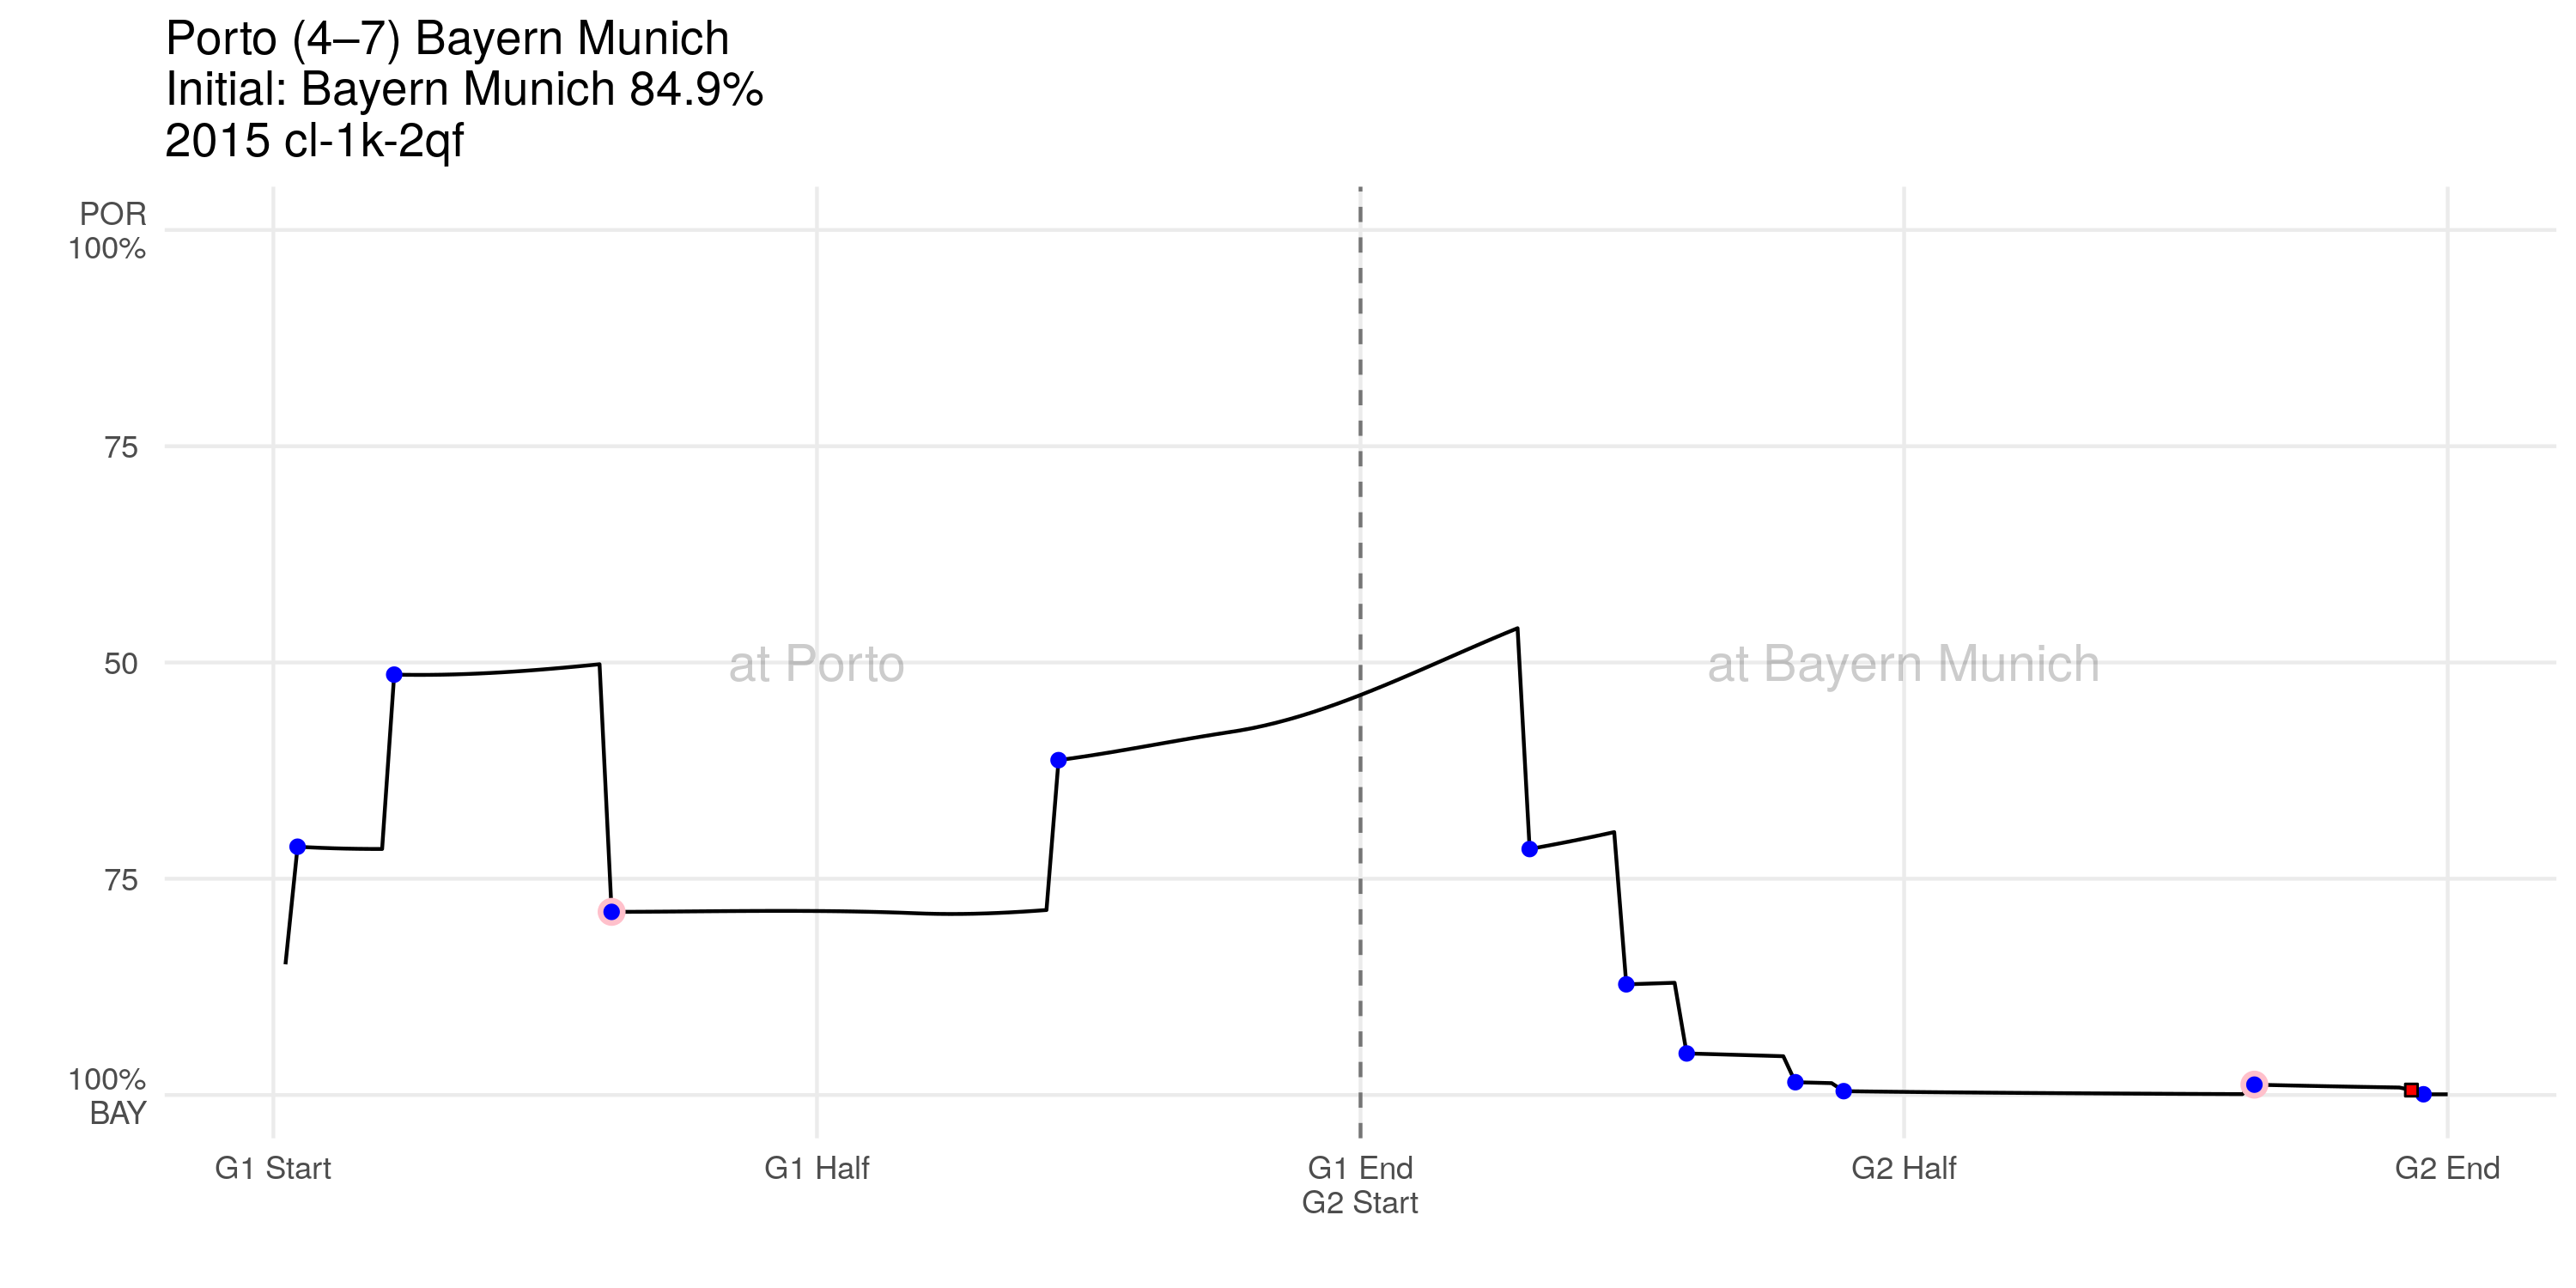 Porto (4–7) Bayern Munich
Initial: Bayern Munich 84.9%
2015 cl-1k-2qf
POR
100%
75
50
75
100%
BAY
at Porto
at Bayern Munich
G1 Start
G1 Half
G1 End
G2 Start
G2 Half
G2 End